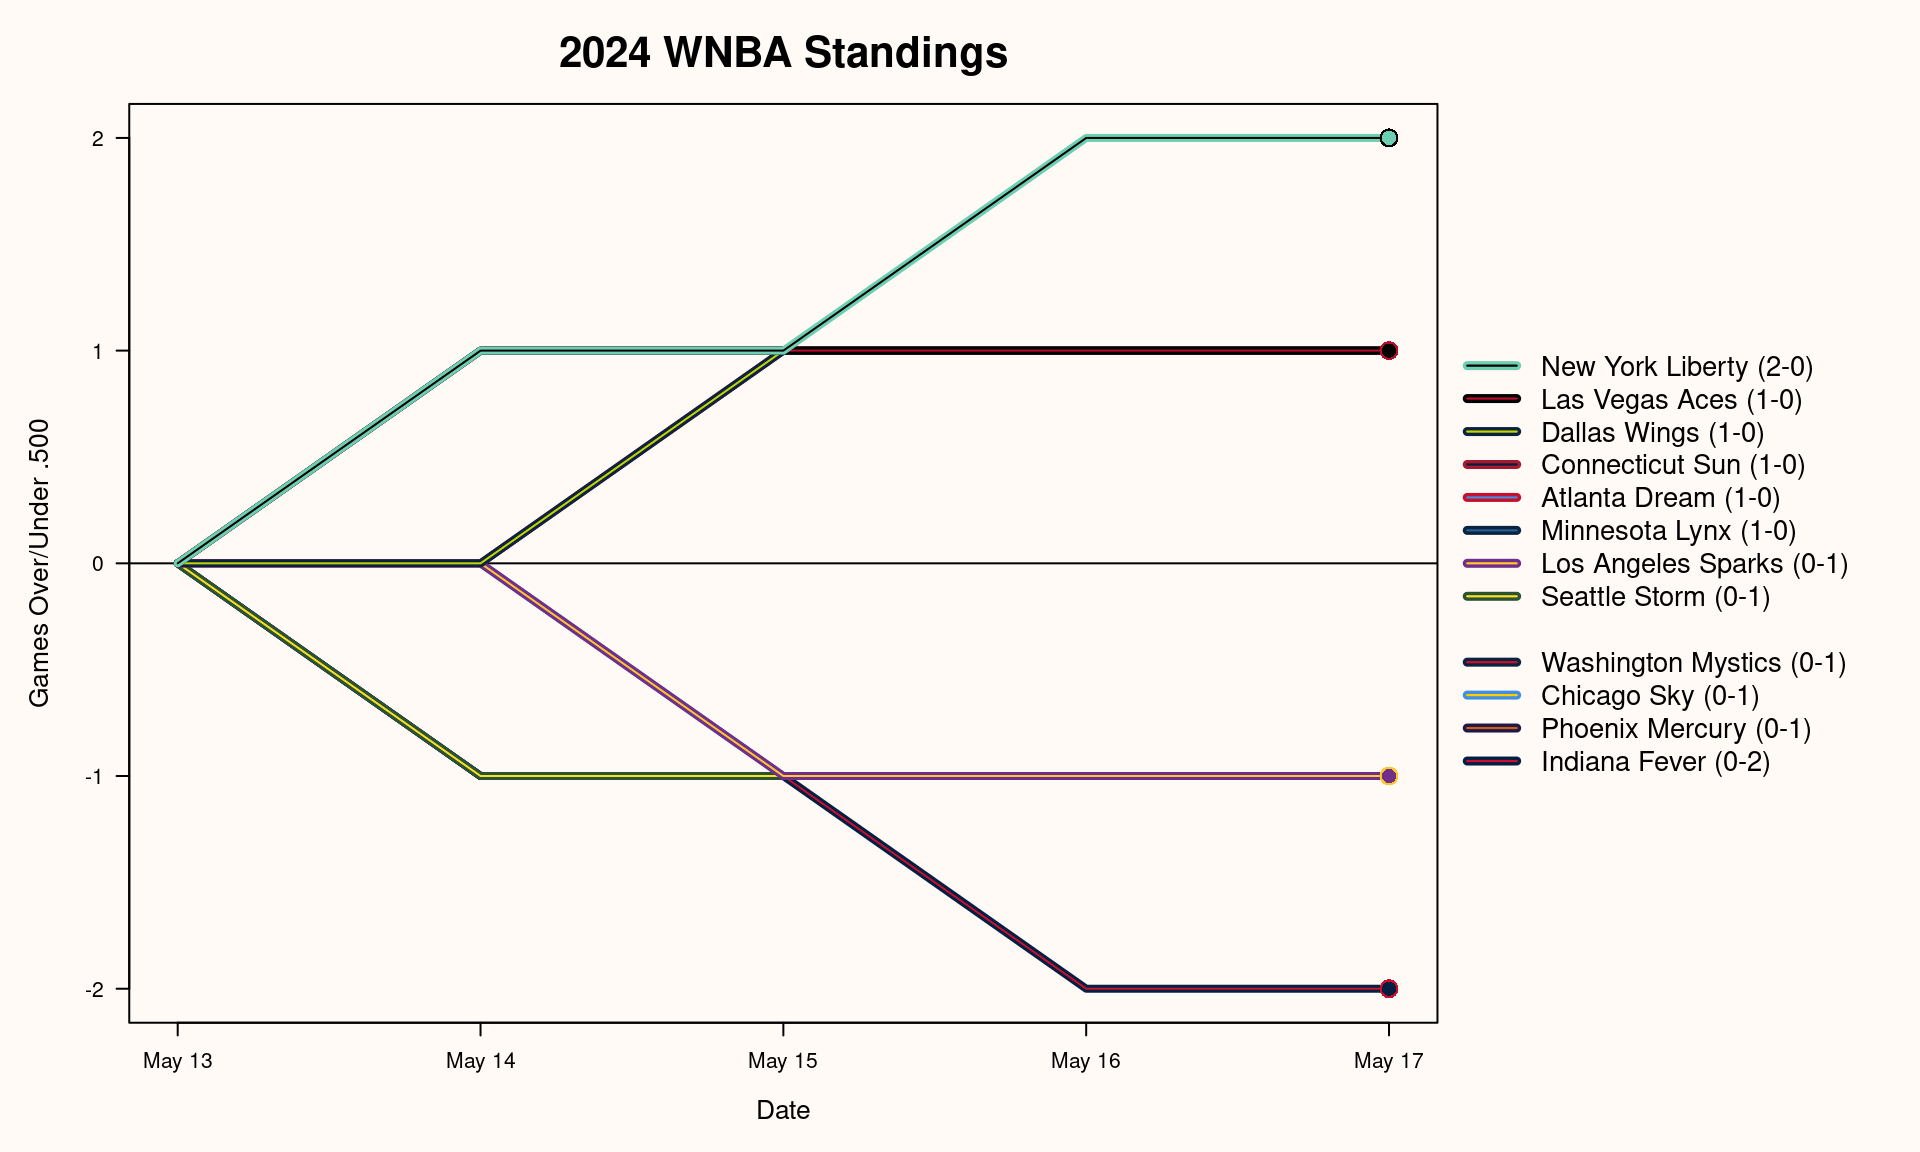 2024 WNBA Standings
Games Over/Under .500
2
1
0
-1
-2
May 13
May 14
May 15
May 16
May 17
Date
New York Liberty (2-0)
Las Vegas Aces (1-0)
Dallas Wings (1-0)
Connecticut Sun (1-0)
Atlanta Dream (1-0)
Minnesota Lynx (1-0)
Los Angeles Sparks (0-1)
Seattle Storm (0-1)
Washington Mystics (0-1)
Chicago Sky (0-1)
Phoenix Mercury (0-1)
Indiana Fever (0-2)